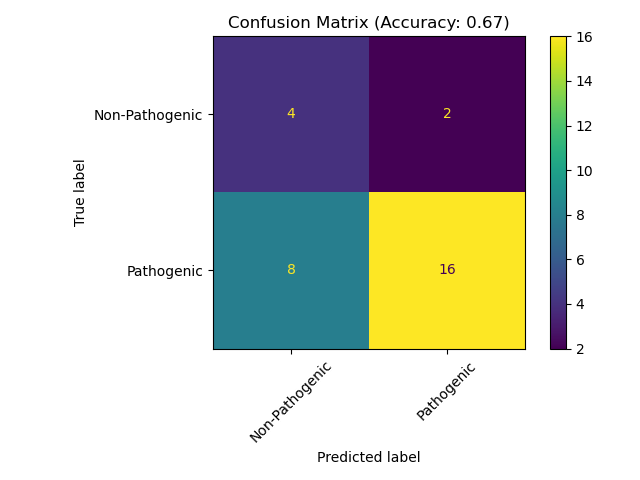 Confusion Matrix (Accuracy: 0.67)
Non-Pathogenic
Pathogenic
True label
4
2
8
16
Non-Pathogenic
Pathogenic
Predicted label
16
14
12
10
8
6
4
2